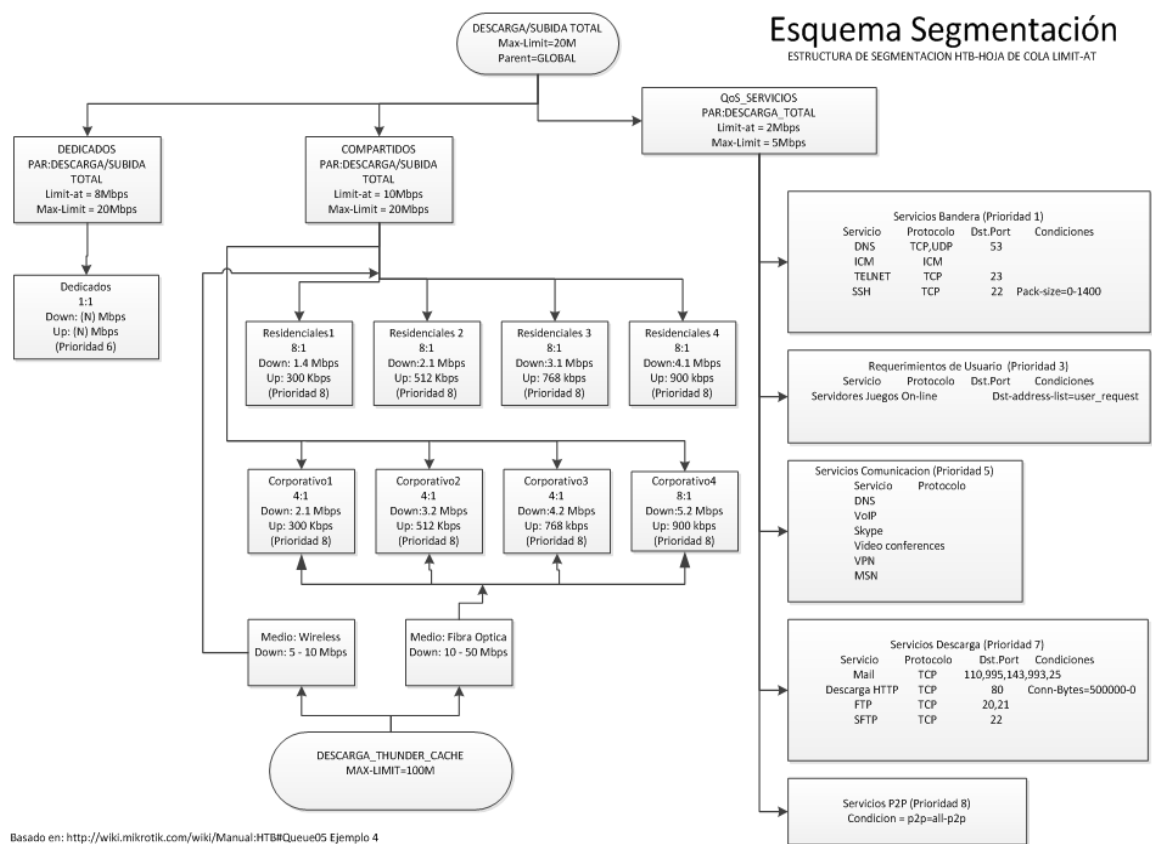 Esquema Segmentación
ESTRUCTURA DE SEGMENTACION HTB-HOJA DE COLA LIMIT-AT
DESCARGA/SUBIDA TOTAL
Max-Limit=20M
Parent=GLOBAL
QoS_SERVICIOS
PAR:DESCARGA_TOTAL
Limit-at = 2Mbps
Max-Limit = 5Mbps
DEDICADOS
PAR:DESCARGA/SUBIDA
TOTAL
Limit-at = 8Mbps
Max-Limit = 20Mbps
COMPARTIDOS
PAR:DESCARGA/SUBIDA
TOTAL
Limit-at = 10Mbps
Max-Limit = 20Mbps
Dedicados
1:1
Down: (N) Mbps
Up: (N) Mbps
(Prioridad 6)
Residenciales1
8:1
Down: 1.4 Mbps
Up: 300 Kbps
(Prioridad 8)
Residenciales 2
8:1
Down:2.1 Mbps
Up: 512 Kbps
(Prioridad 8)
Residenciales 3
8:1
Down:3.1 Mbps
Up: 768 kbps
(Prioridad 8)
Residenciales 4
8:1
Down:4.1 Mbps
Up: 900 kbps
(Prioridad 8)
Corporativo1
4:1
Down: 2.1 Mbps
Up: 300 Kbps
(Prioridad 8)
Corporativo2
4:1
Down:3.2 Mbps
Up: 512 Kbps
(Prioridad 8)
Corporativo3
4:1
Down:4.2 Mbps
Up: 768 kbps
(Prioridad 8)
Corporativo4
8:1
Down:5.2 Mbps
Up: 900 kbps
(Prioridad 8)
Medio: Wireless
Down: 5 - 10 Mbps
Medio: Fibra Optica
Down: 10 - 50 Mbps
DESCARGA_THUNDER_CACHE
MAX-LIMIT=100M
Servicios Bandera (Prioridad 1)
Servicio Protocolo Dst.Port Condiciones
DNS TCP,UDP 53
ICM ICM
TELNET TCP 23
SSH TCP 22 Pack-size=0-1400
Requerimientos de Usuario (Prioridad 3)
Servicio Protocolo Dst.Port Condiciones
Servidores Juegos On-line Dst-address-list=user_request
Servicios Comunicacion (Prioridad 5)
Servicio Protocolo
DNS
VoIP
Skype
Video conferences
VPN
MSN
Servicios Descarga (Prioridad 7)
Servicio Protocolo Dst.Port Condiciones
Mail TCP 110,995,143,993,25
Descarga HTTP TCP 80 Conn-Bytes=500000-0
FTP TCP 20,21
SFTP TCP 22
Servicios P2P (Prioridad 8)
Condicion = p2p=all-p2p
Basado en: http://wiki.mikrotik.com/wiki/Manual:HTB#Queue05 Ejemplo 4